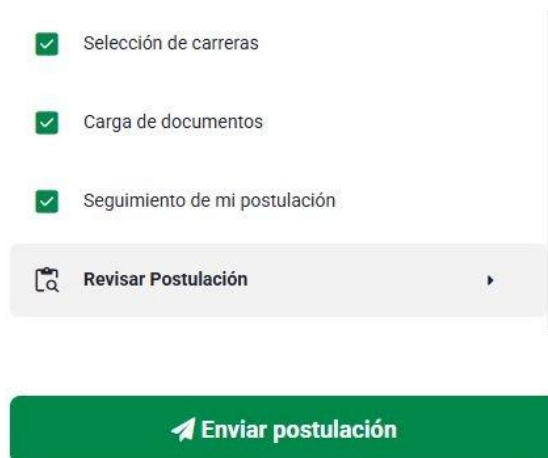 Selección de carreras
Carga de documentos
Seguimiento de mi postulación
Revisar Postulación
Enviar postulación